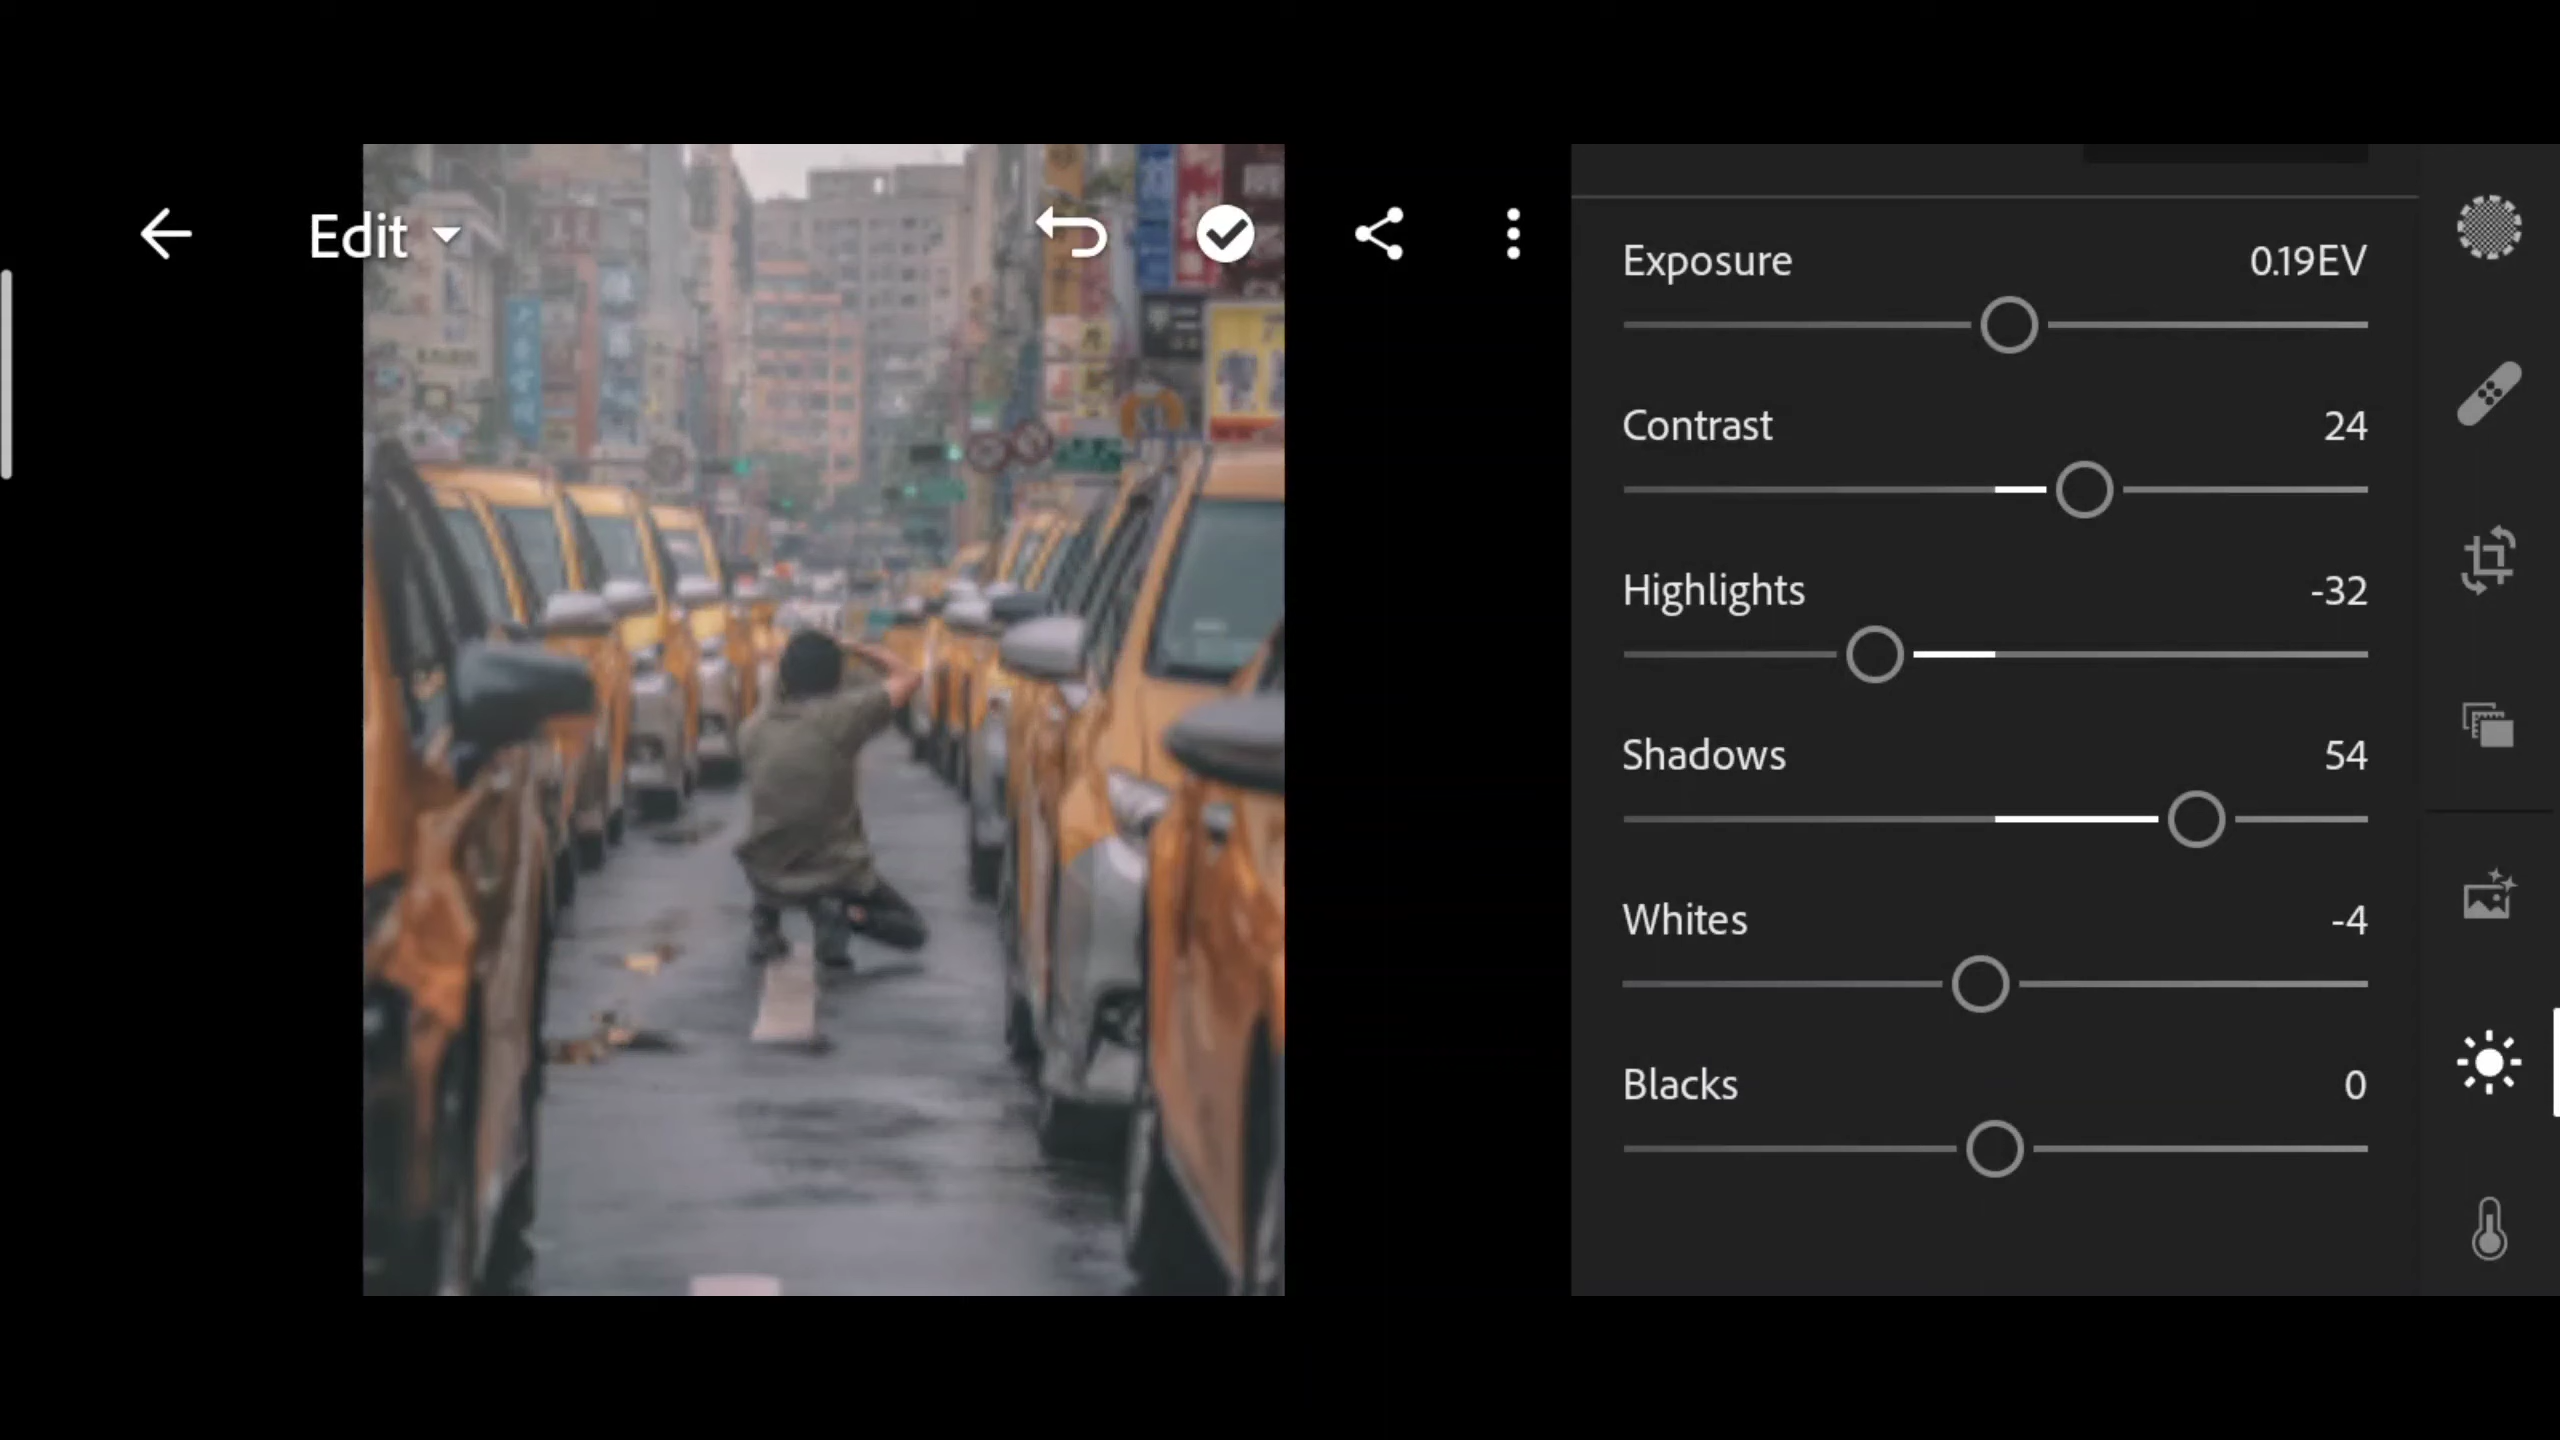 Edit
Exposure 0.19EV
Contrast 24
Highlights -32
Shadows 54
Whites -4
Blacks 0